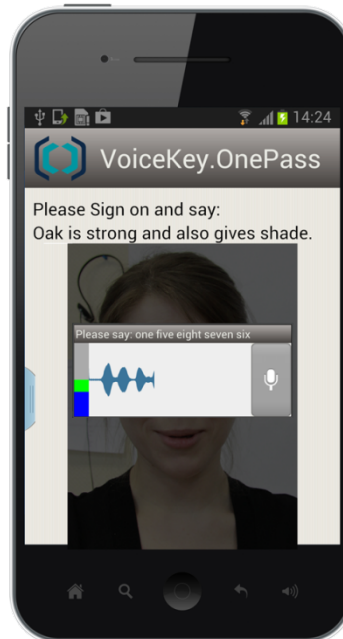 14:24
VoiceKey.OnePass
Please Sign on and say:
Oak is strong and also gives shade.
Please say: one five eight seven six